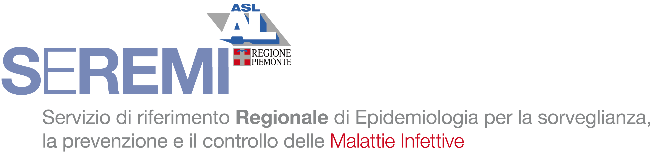 ASL
AL
REGIONE
PIEMONTE
SEREMI
Servizio di riferimento Regionale di Epidemiologia per la sorveglianza,
la prevenzione e il controllo delle Malattie Infettive